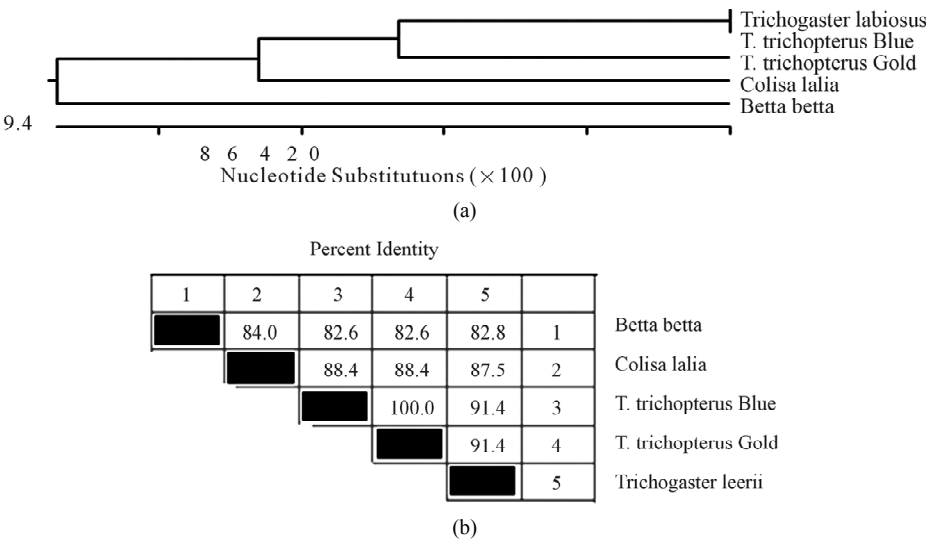 Trichogaster labiosus
T. trichopterus Blue
T. trichopterus Gold
Colisa lalia
Betta betta
9.4
8 6 4 2 0
Nucleotide Substitutuons (×100 )
(a)
Percent Identity
1 2 3 4 5
84.0 82.6 82.6 82.8 1 Betta betta
88.4 88.4 87.5 2 Colisa lalia
100.0 91.4 3 T. trichopterus Blue
91.4 4 T. trichopterus Gold
5 Trichogaster leerii
(b)